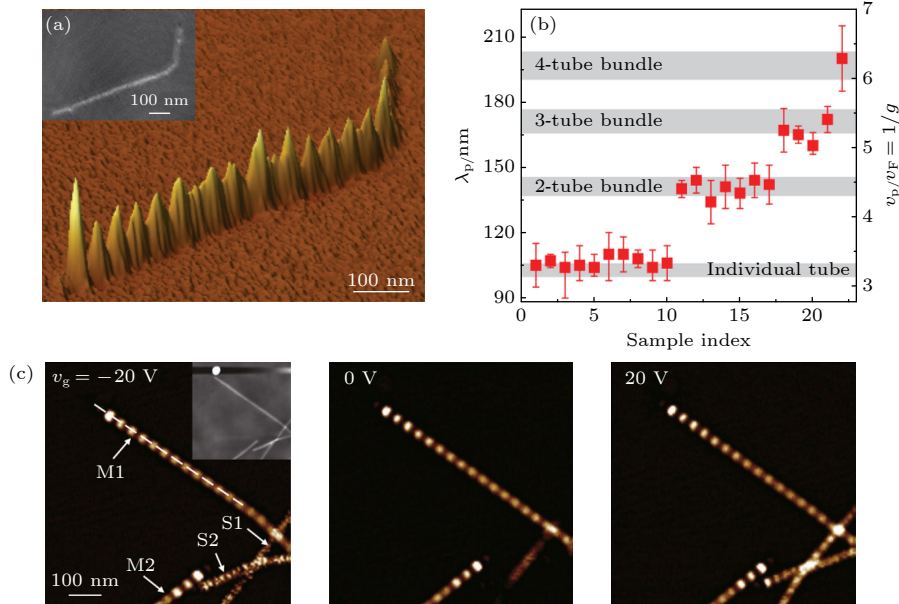 (a)
100 nm
100 nm
(b)
210
180
150
120
90
λp/nm
4-tube bundle
3-tube bundle
2-tube bundle
Individual tube
7
6
5
4
3
vp/vF = 1/g
0 5 10 15 20
Sample index
(c)
vg = −20 V
M1
S1
S2
M2
100 nm
0 V
20 V